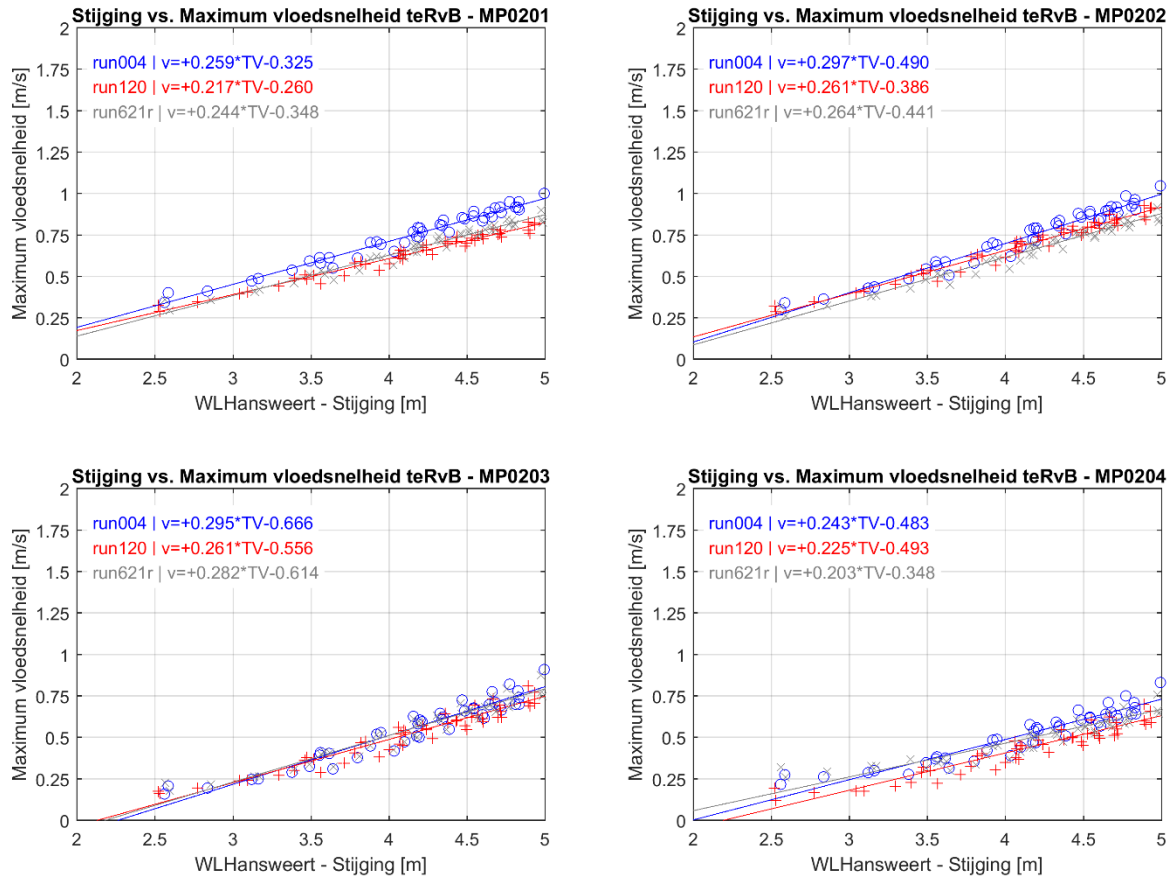 Stijging vs. Maximum vloedsnelheid teRvB - MP0201
run004 | v=+0.259*TV-0.325
run120 | v=+0.217*TV-0.260
run621r | v=+0.244*TV-0.348
Maximum vloedsnelheid [m/s]
2
1.75
1.5
1.25
1
0.75
0.5
0.25
0
2 2.5 3 3.5 4 4.5 5
WLHansweert - Stijging [m]
Stijging vs. Maximum vloedsnelheid teRvB - MP0202
run004 | v=+0.297*TV-0.490
run120 | v=+0.261*TV-0.386
run621r | v=+0.264*TV-0.441
Maximum vloedsnelheid [m/s]
2
1.75
1.5
1.25
1
0.75
0.5
0.25
0
2 2.5 3 3.5 4 4.5 5
WLHansweert - Stijging [m]
Stijging vs. Maximum vloedsnelheid teRvB - MP0203
run004 | v=+0.295*TV-0.666
run120 | v=+0.261*TV-0.556
run621r | v=+0.282*TV-0.614
Maximum vloedsnelheid [m/s]
2
1.75
1.5
1.25
1
0.75
0.5
0.25
0
2 2.5 3 3.5 4 4.5 5
WLHansweert - Stijging [m]
Stijging vs. Maximum vloedsnelheid teRvB - MP0204
run004 | v=+0.243*TV-0.483
run120 | v=+0.225*TV-0.493
run621r | v=+0.203*TV-0.348
Maximum vloedsnelheid [m/s]
2
1.75
1.5
1.25
1
0.75
0.5
0.25
0
2 2.5 3 3.5 4 4.5 5
WLHansweert - Stijging [m]